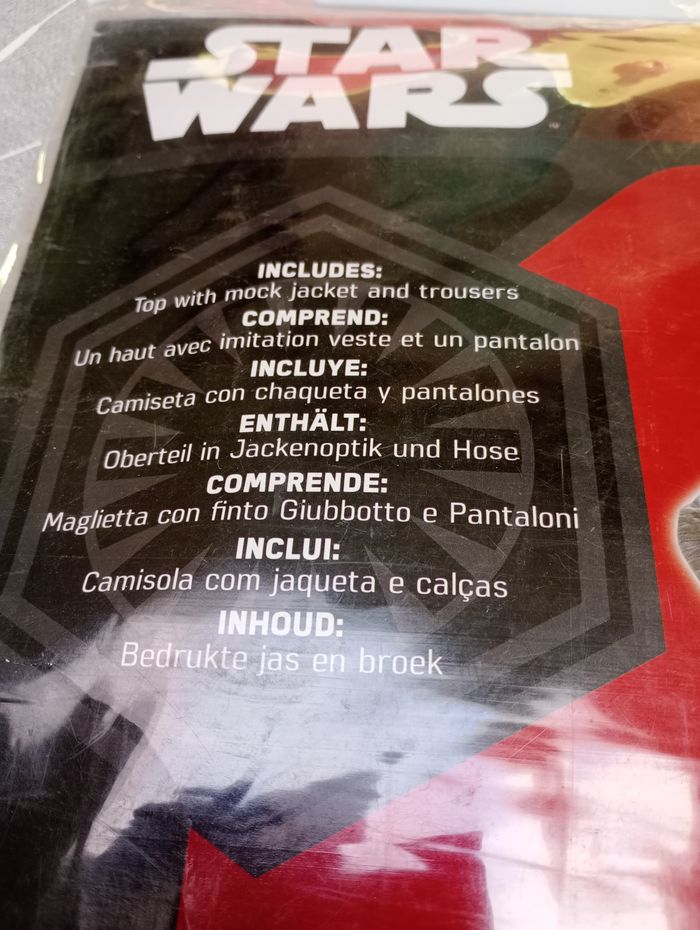 STAR
WARS
INCLUDES:
Top with mock jacket and trousers
COMPREND:
Un haut avec imitation veste et un pantalon
INCLUYE:
Camiseta con chaqueta y pantalones
ENTHÄLT:
Oberteil in Jackenoptik und Hose
COMPRENDE:
Maglietta con finto Giubbotto e Pantaloni
INCLUI:
Camisola com jaqueta e calças
INHOUD:
Bedrukte jas en broek